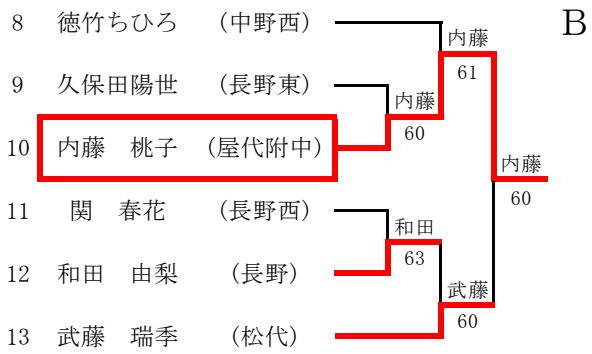 B
8 徳竹ちひろ （中野西）
内藤
61
9 久保田陽世 （長野東）
内藤
60
10 内藤 桃子 （屋代附中）
内藤
60
11 関 春花 （長野西）
和田
63
12 和田 由梨 （長野）
武藤
60
13 武藤 瑞季 （松代）